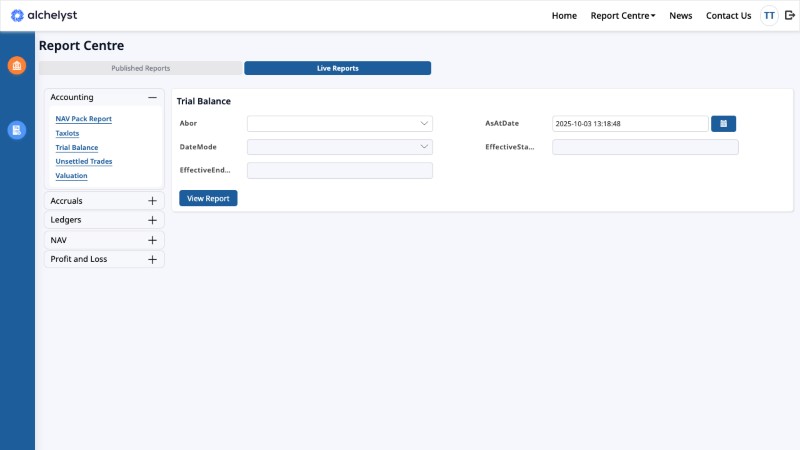 alchelyst
Home
Report Centre
News
Contact Us
TT
Report Centre
Published Reports
Live Reports
Accounting
NAV Pack Report
Taxlots
Trial Balance
Unsettled Trades
Valuation
Accruals
Ledgers
NAV
Profit and Loss
Trial Balance
Abor
AsAtDate
2025-10-03 13:18:48
DateMode
EffectiveSta...
EffectiveEnd...
View Report